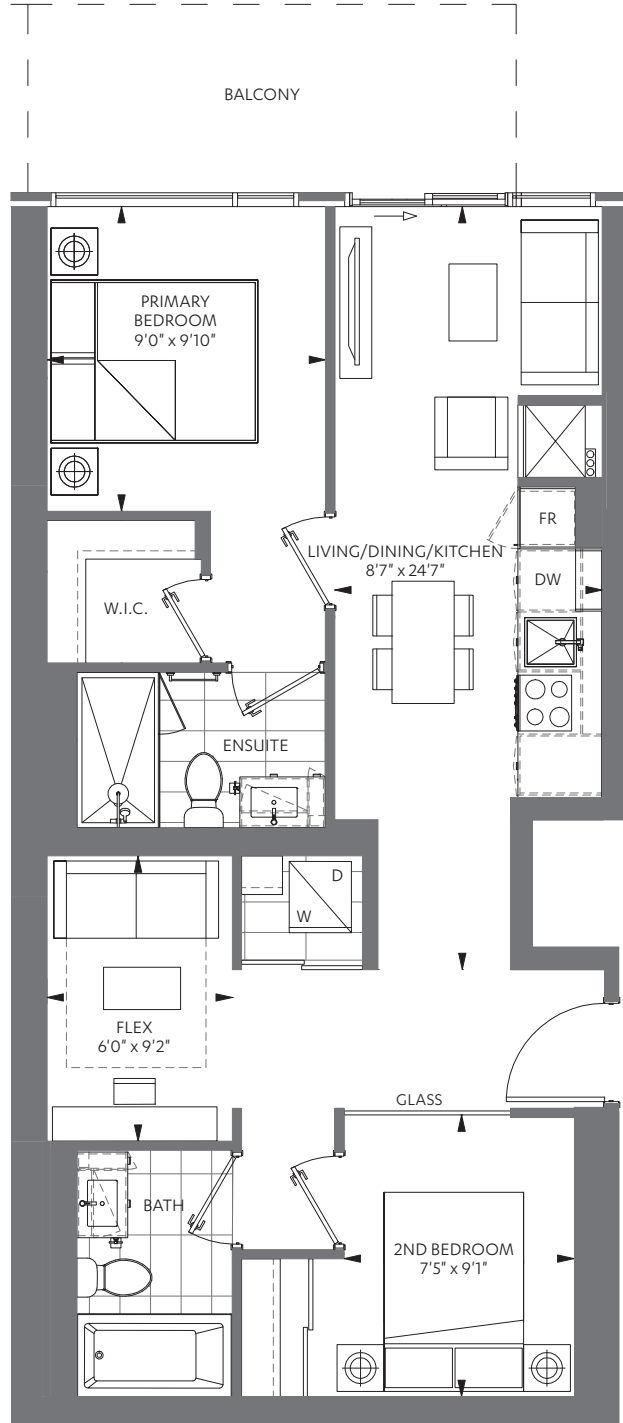 BALCONY
PRIMARY
BEDROOM
9'0" x 9'10"
FR
LIVING/DINING/KITCHEN
8'7" x 24'7"
DW
W.I.C.
ENSUITE
D
W
FLEX
6'0" x 9'2"
GLASS
BATH
2ND BEDROOM
7'5" x 9'1"